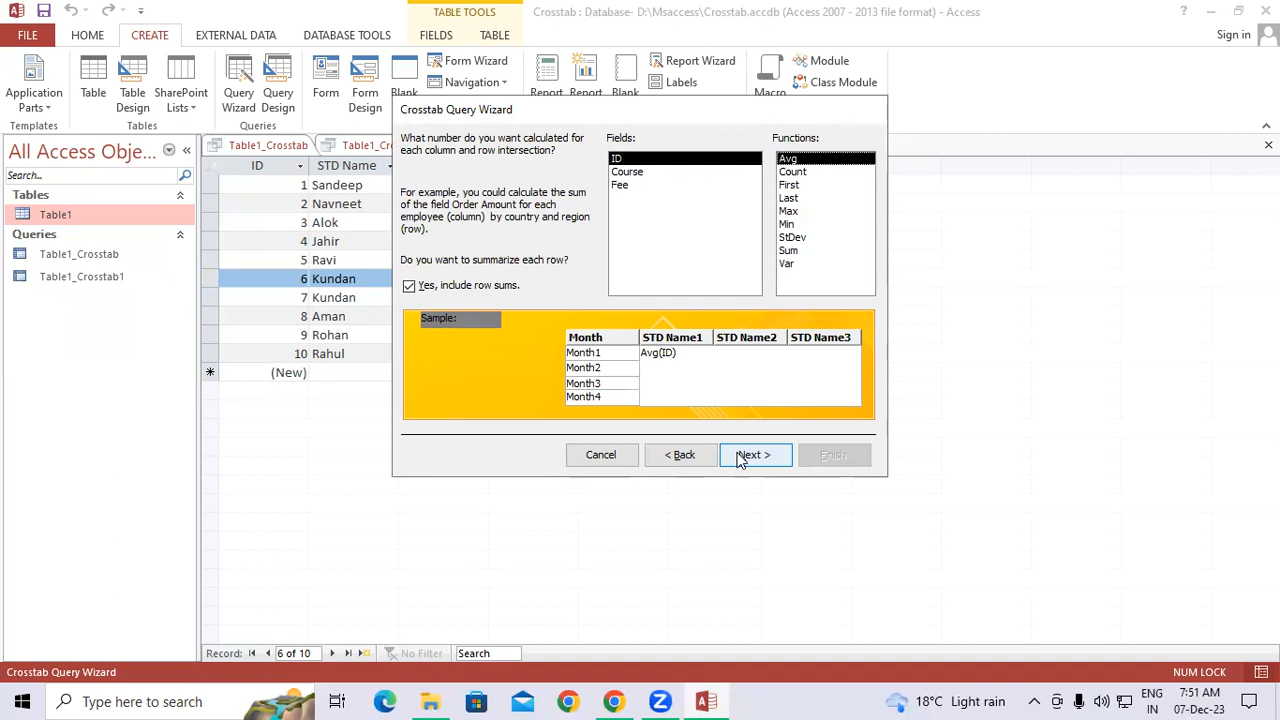 TABLE TOOLS
Crosstab : Database- D:\Msaccess\Crosstab.accdb (Access 2007 - 2013 file format) - Access
?
FILE
HOME
CREATE
EXTERNAL DATA
DATABASE TOOLS
FIELDS
TABLE
Sign in
Application Parts
Table
Table Design
SharePoint Lists
Query Wizard
Query Design
Form
Form Design
Blank
Form Wizard
Navigation
Report
Report
Blank
Report Wizard
Labels
Macro
Module
Class Module
Templates
Tables
Queries
All Access Obje...
Search...
Tables
Table1
Queries
Table1_Crosstab
Table1_Crosstab1
Table1_Crosstab
Table1_Cr
ID
STD Name
1 Sandeep
2 Navneet
3 Alok
4 Jahir
5 Ravi
6 Kundan
7 Kundan
8 Aman
9 Rohan
10 Rahul
(New)
Crosstab Query Wizard
What number do you want calculated for
each column and row intersection?
For example, you could calculate the sum
of the field Order Amount for each
employee (column) by country and region
(row).
Do you want to summarize each row?
Yes, include row sums.
Fields:
ID
Course
Fee
Functions:
Avg
Count
First
Last
Max
Min
StDev
Sum
Var
Sample:
Month STD Name1 STD Name2 STD Name3
Month1 Avg(ID)
Month2
Month3
Month4
Cancel
< Back
Next >
Finish
Record: 6 of 10 No Filter Search
Crosstab Query Wizard
NUM LOCK
Type here to search
18°C Light rain
ENG
IN
7:51 AM
07-Dec-23